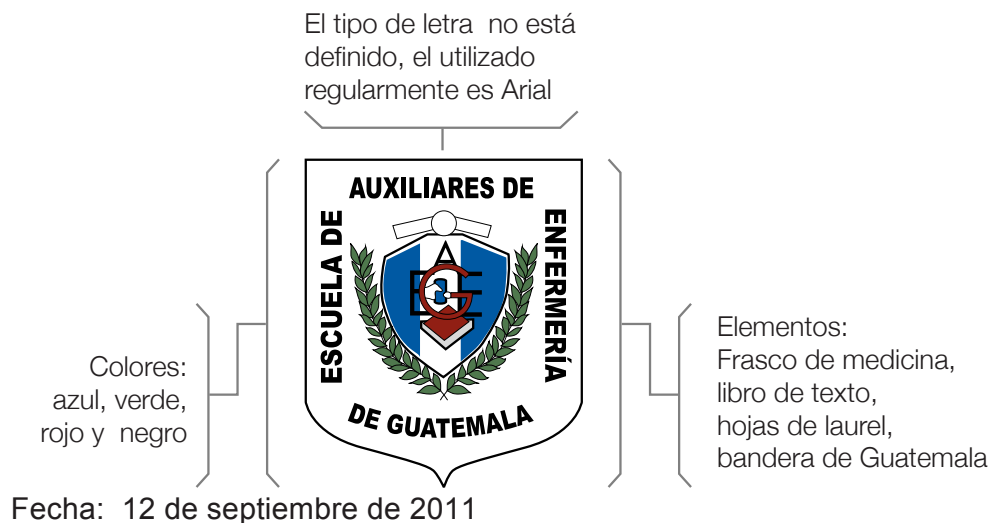 El tipo de letra  no está
definido, el utilizado
regularmente es Arial
AUXILIARES DE
ESCUELA DE
ENFERMERÍA
A
E G E
DE GUATEMALA
Colores:
azul, verde,
rojo y  negro
Elementos:
Frasco de medicina,
libro de texto,
hojas de laurel,
bandera de Guatemala
Fecha:  12 de septiembre de 2011